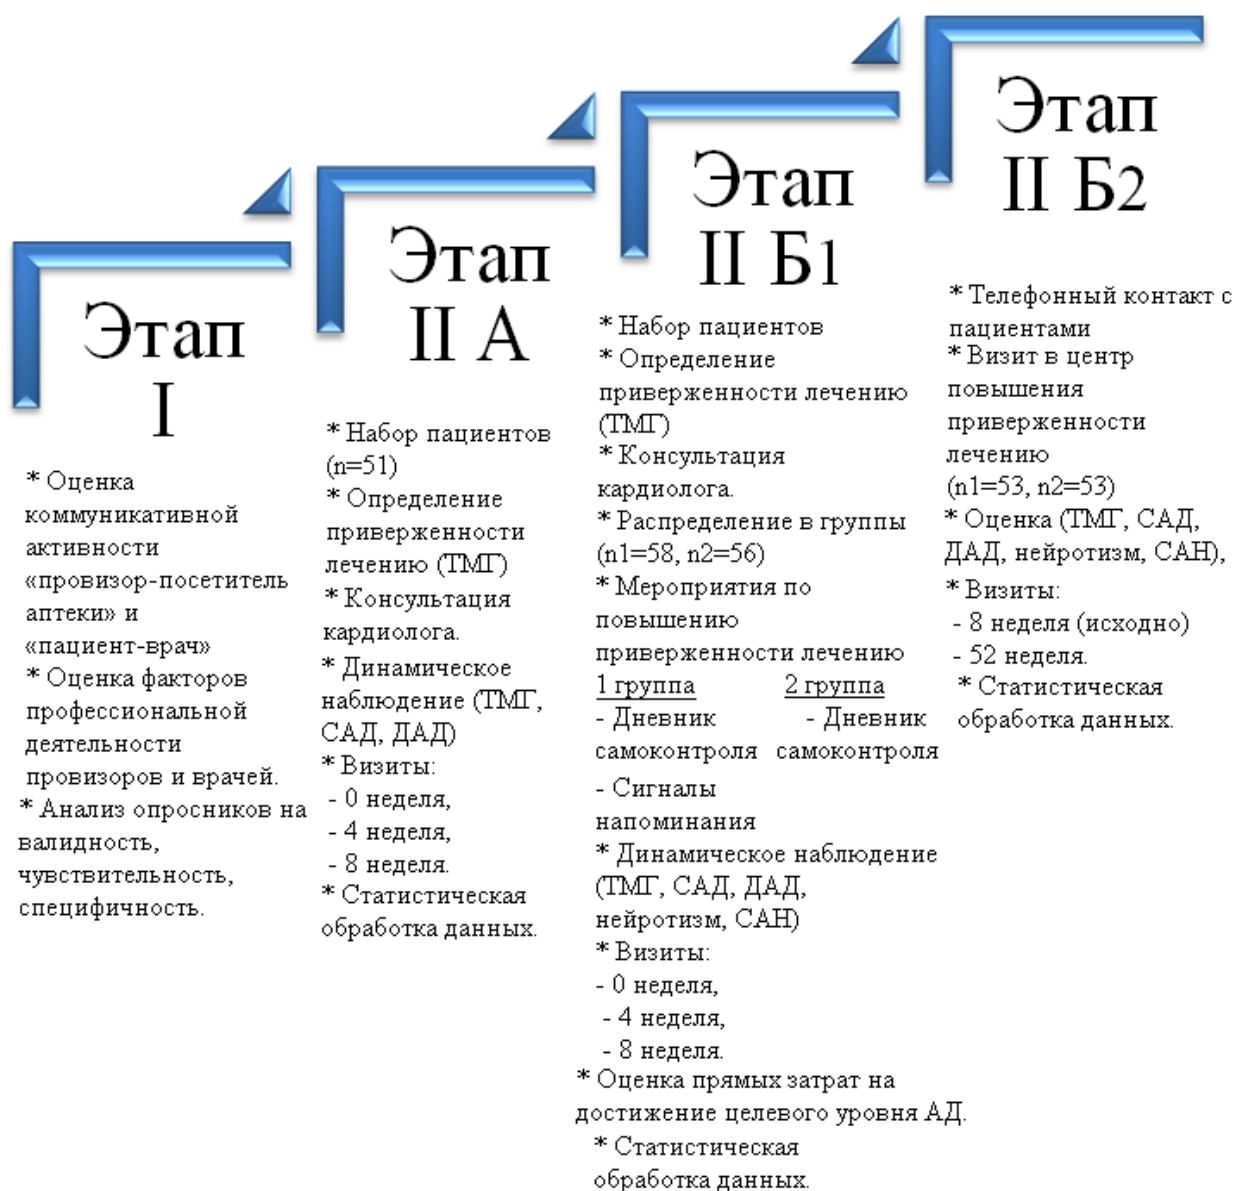 Этап
I
* Оценка
коммуникативной
активности
«провизор-посетитель
аптеки» и
«пациент-врач»
* Оценка факторов
профессиональной
деятельности
провизоров и врачей.
* Анализ опросников на
валидность,
чувствительность,
специфичность.
Этап
II А
* Набор пациентов
(n=51)
* Определение
приверженности
лечению (ТМГ)
* Консультация
кардиолога.
* Динамическое
наблюдение (ТМГ,
САД, ДАД)
* Визиты:
- 0 неделя,
- 4 неделя,
- 8 неделя.
* Статистическая
обработка данных.
Этап
II Б1
* Набор пациентов
* Определение
приверженности лечению
(ТМГ)
* Консультация
кардиолога.
* Распределение в группы
(n1=58, n2=56)
* Мероприятия по
повышению
приверженности лечению
1 группа 2 группа
- Дневник - Дневник
самоконтроля самоконтроля
- Сигналы
напоминания
* Динамическое наблюдение
(ТМГ, САД, ДАД,
нейротизм, САН)
* Визиты:
- 0 неделя,
- 4 неделя,
- 8 неделя.
* Оценка прямых затрат на
достижение целевого уровня АД.
* Статистическая
обработка данных.
Этап
II Б2
* Телефонный контакт с
пациентами
* Визит в центр
повышения
приверженности
лечению
(n1=53, n2=53)
* Оценка (ТМГ, САД,
ДАД, нейротизм, САН),
* Визиты:
- 8 неделя (исходно)
- 52 неделя.
* Статистическая
обработка данных.